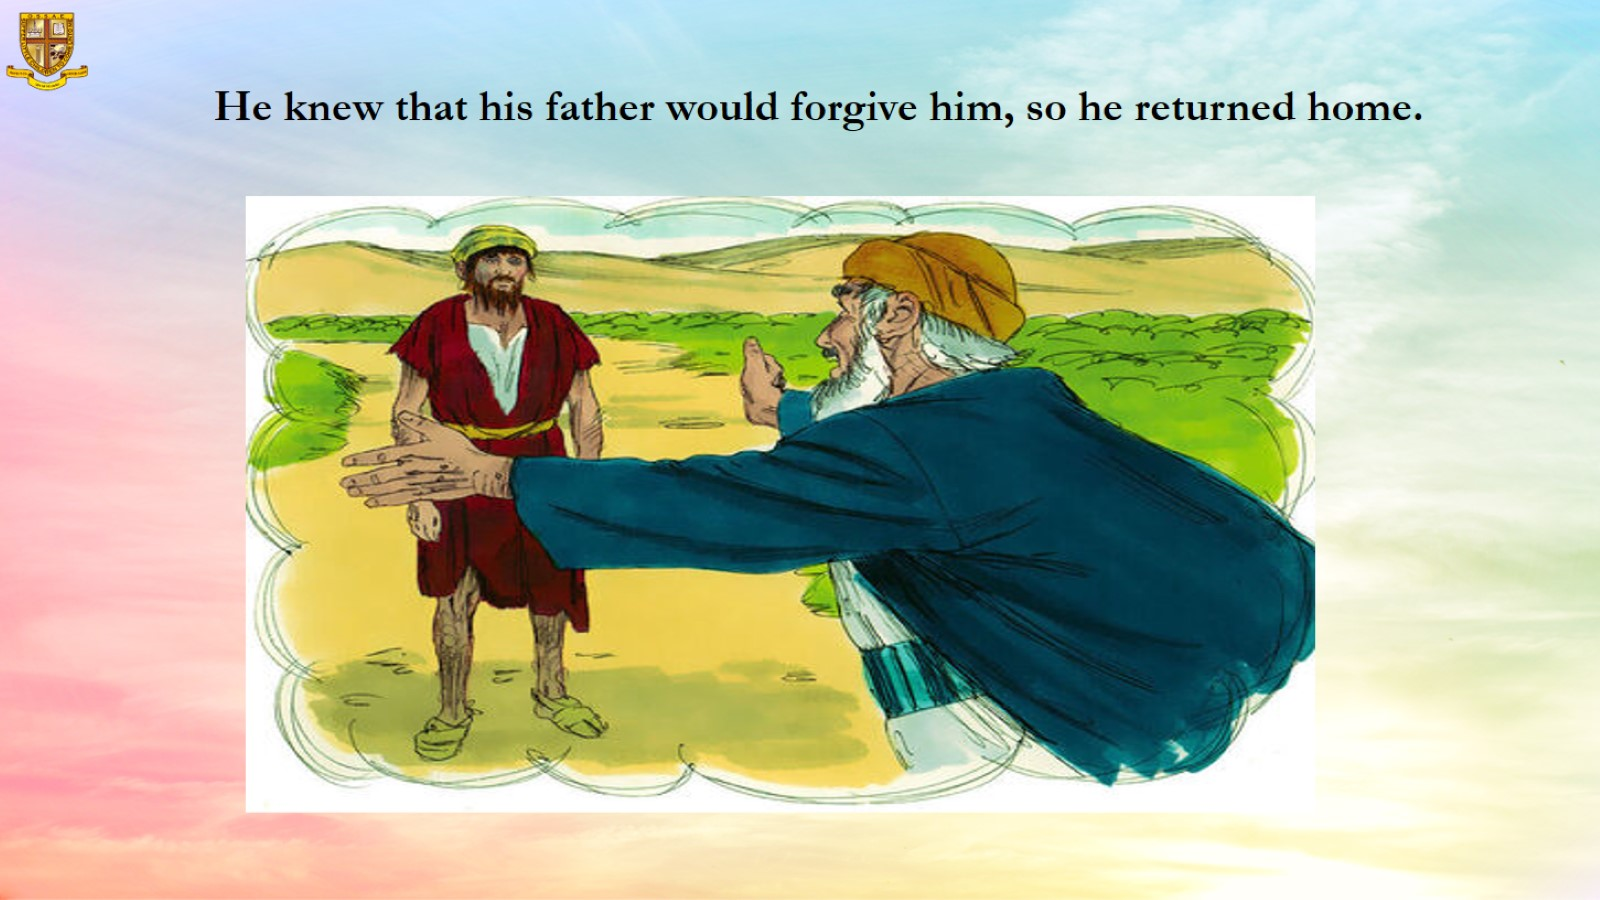 O.S.S.A.E.
He knew that his father would forgive him, so he returned home.